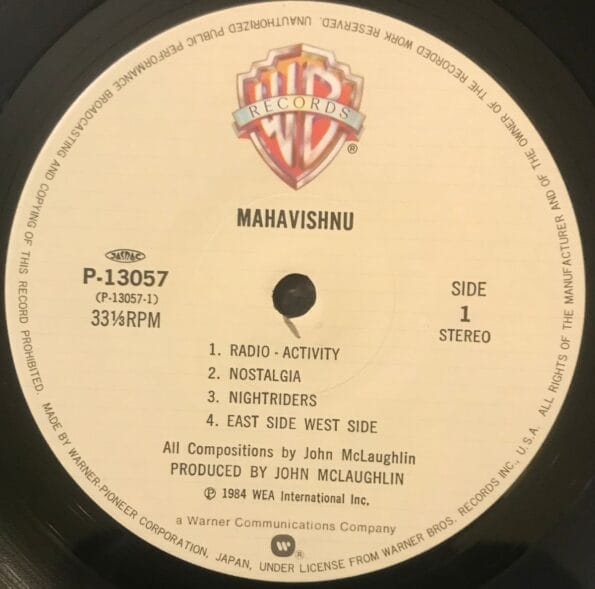 WB
RECORDS
®
MAHAVISHNU
JASRAC
P-13057
(P-13057-1)
33⅓RPM
SIDE
1
STEREO
1. RADIO - ACTIVITY
2. NOSTALGIA
3. NIGHTRIDERS
4. EAST SIDE WEST SIDE
All Compositions by John McLaughlin
PRODUCED BY JOHN MCLAUGHLIN
℗ 1984 WEA International Inc.
a Warner Communications Company
®
MADE BY WARNER-PIONEER CORPORATION, JAPAN, UNDER LICENSE FROM WARNER BROS. RECORDS INC., U.S.A. ALL RIGHTS OF THE MANUFACTURER AND OF THE OWNER OF THE RECORDED WORK RESERVED. UNAUTHORIZED PUBLIC PERFORMANCE BROADCASTING AND COPYING OF THIS RECORD PROHIBITED.